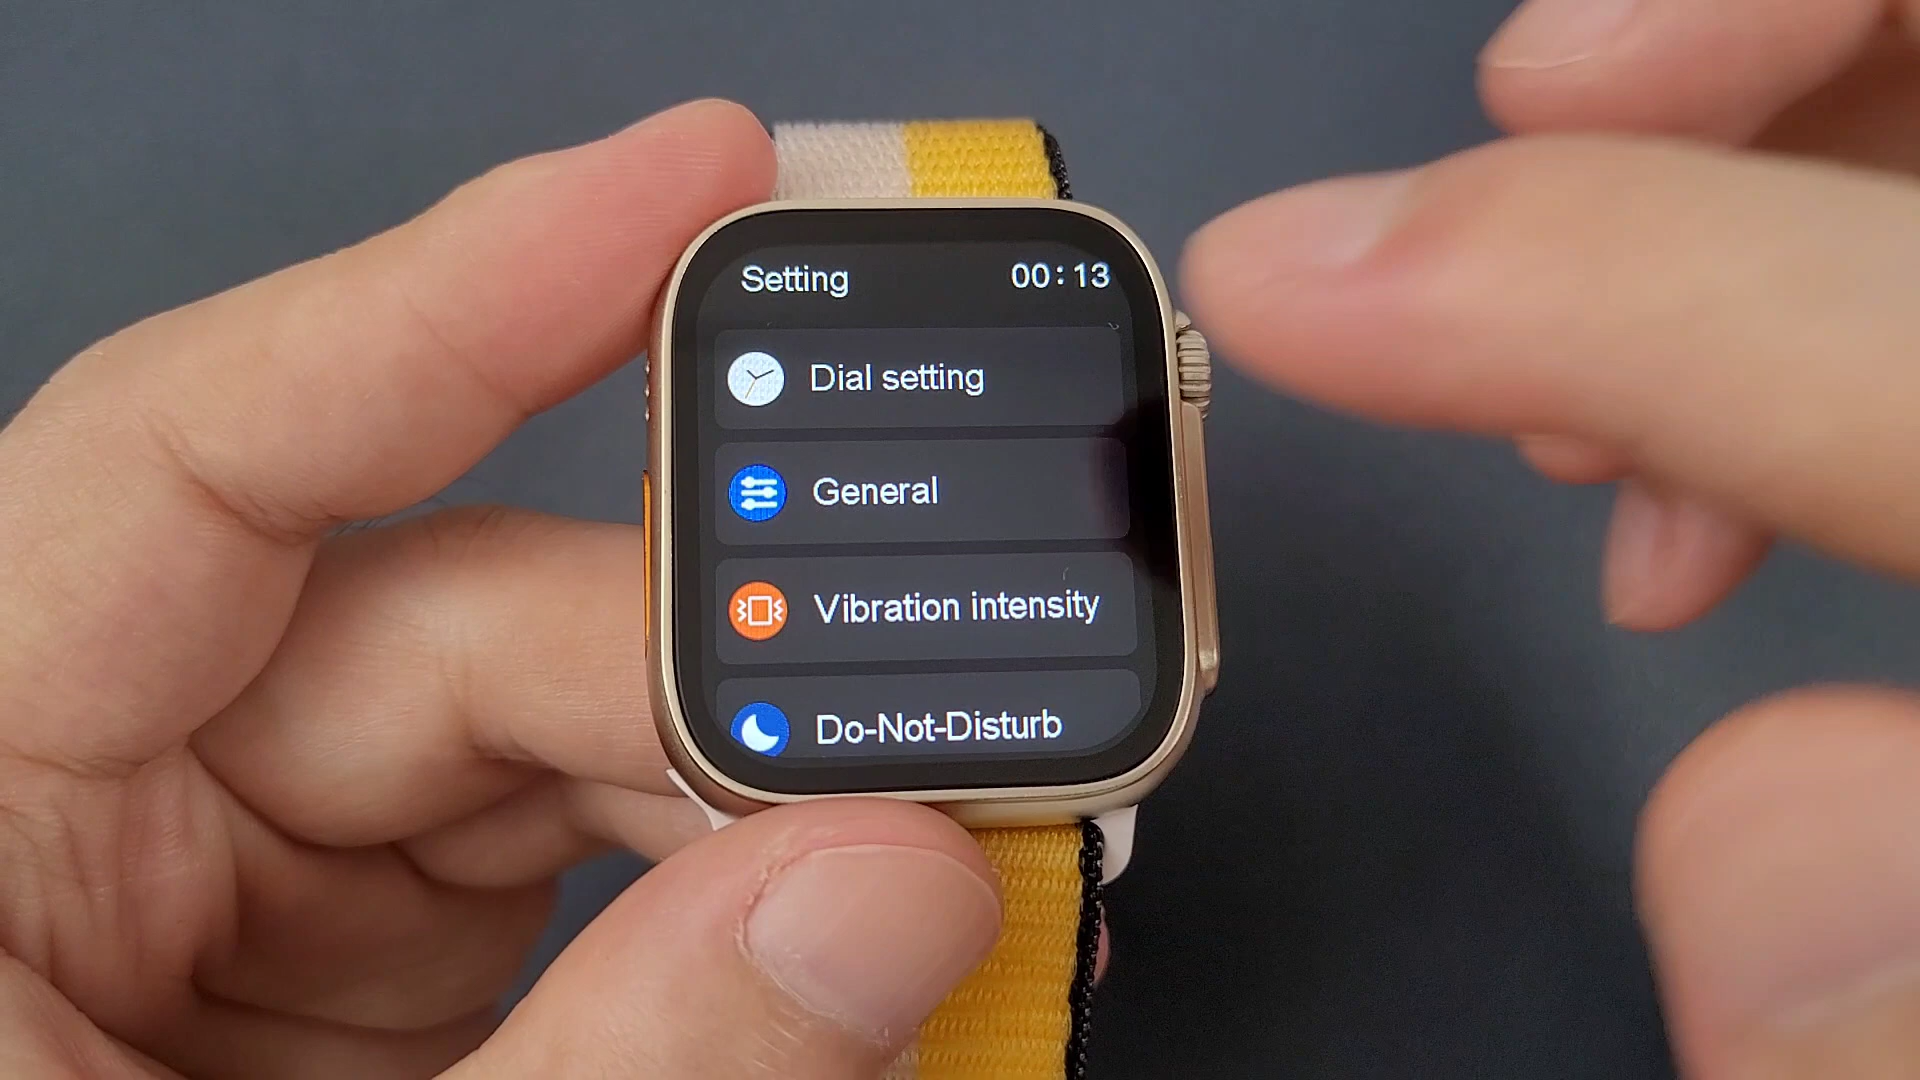 Setting 00:13
Dial setting
General
Vibration intensity
Do-Not-Disturb